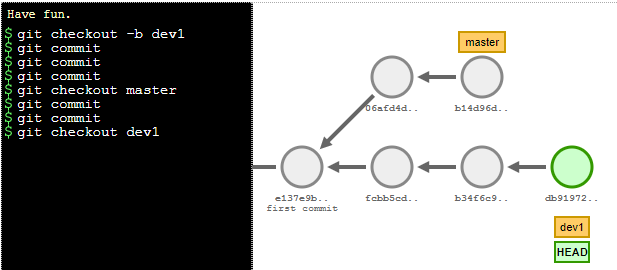 Have fun.
$ git checkout -b dev1
$ git commit
$ git commit
$ git commit
$ git checkout master
$ git commit
$ git commit
$ git checkout dev1
master
06afd4d..
b14d96d..
e137e9b..
first commit
fcbb5cd..
b34f6c9..
db91972..
dev1
HEAD